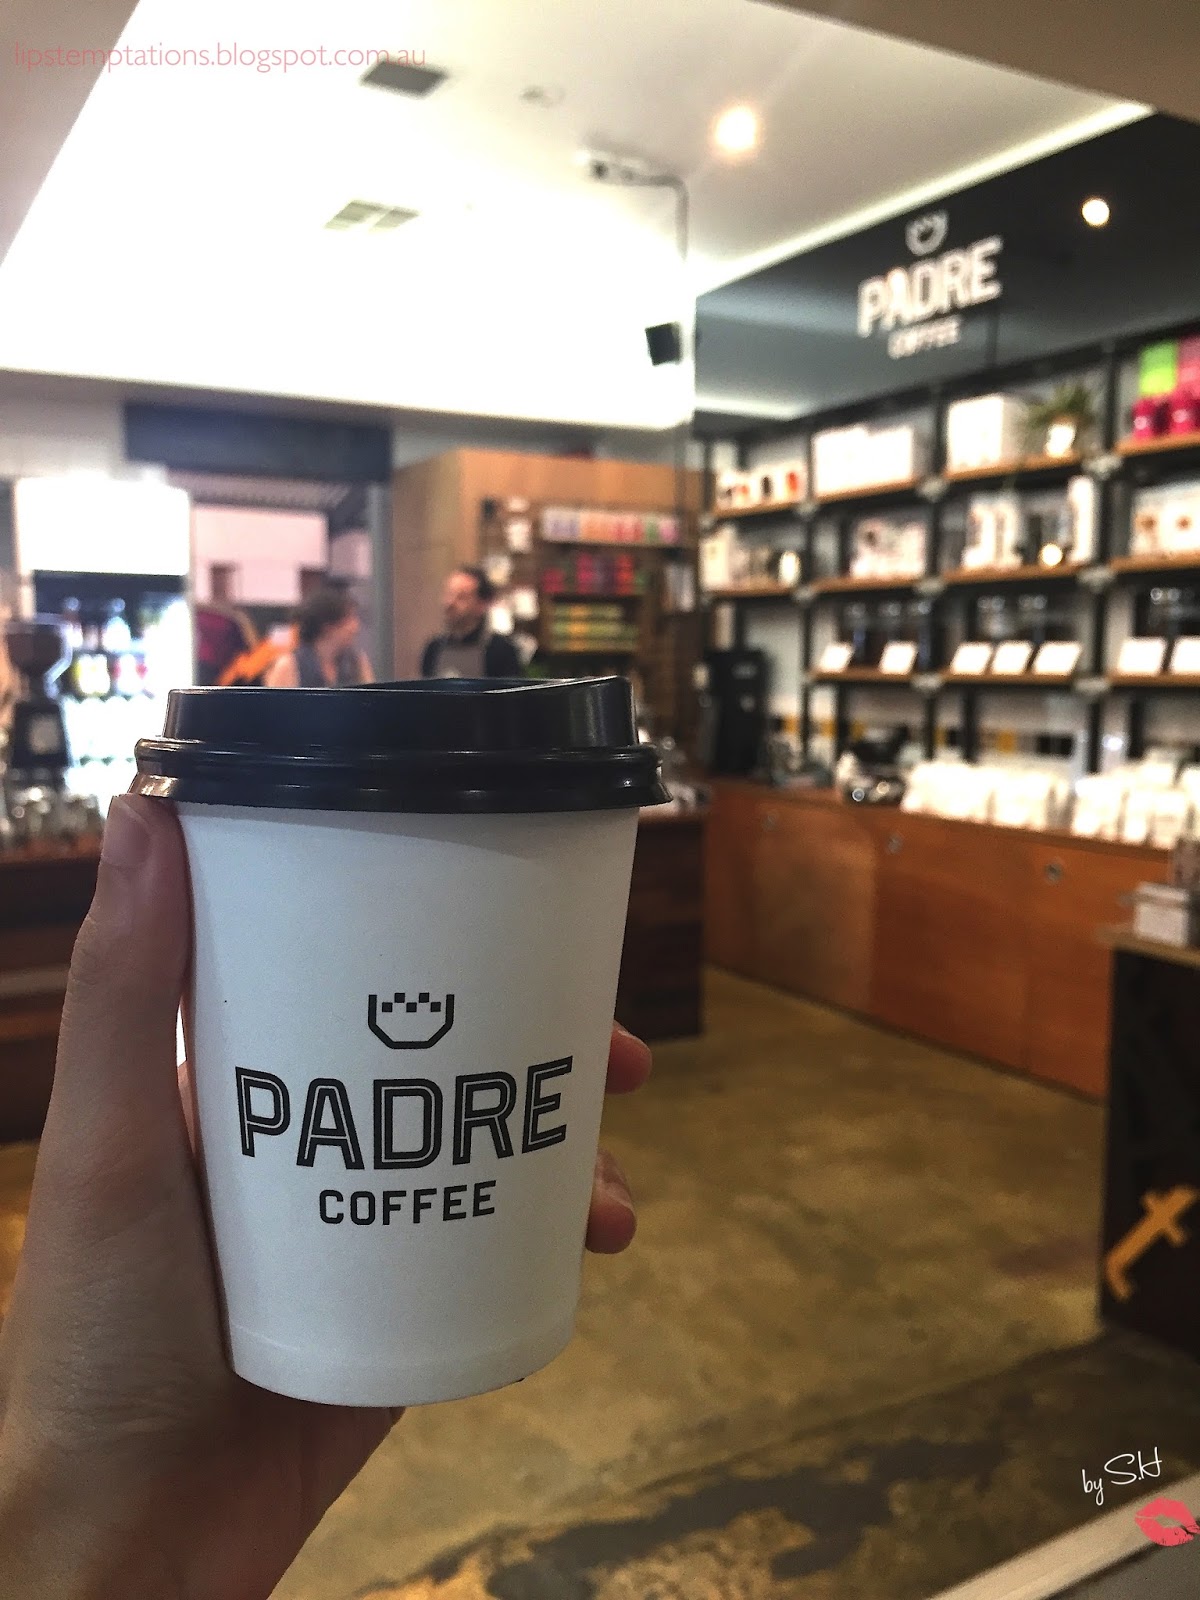 lipstemptations.blogspot.com.au
PADRE
COFFEE
PADRE
COFFEE
t
by S.H